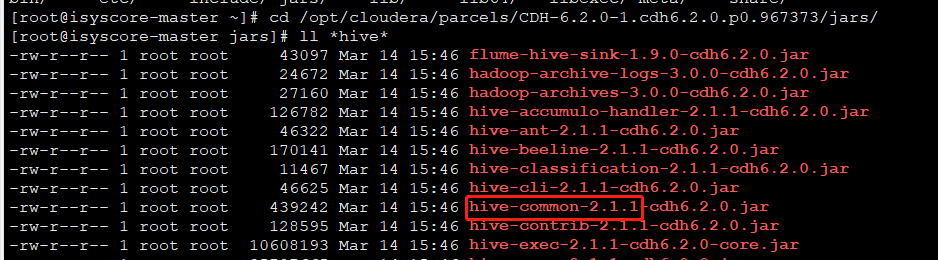 [root@isyscore-master ~]# cd /opt/cloudera/parcels/CDH-6.2.0-1.cdh6.2.0.p0.967373/jars/
[root@isyscore-master jars]# ll *hive*
-rw-r--r-- 1 root root 43097 Mar 14 15:46 flume-hive-sink-1.9.0-cdh6.2.0.jar
-rw-r--r-- 1 root root 24672 Mar 14 15:46 hadoop-archive-logs-3.0.0-cdh6.2.0.jar
-rw-r--r-- 1 root root 27160 Mar 14 15:46 hadoop-archives-3.0.0-cdh6.2.0.jar
-rw-r--r-- 1 root root 126782 Mar 14 15:46 hive-accumulo-handler-2.1.1-cdh6.2.0.jar
-rw-r--r-- 1 root root 46322 Mar 14 15:46 hive-ant-2.1.1-cdh6.2.0.jar
-rw-r--r-- 1 root root 170141 Mar 14 15:46 hive-beeline-2.1.1-cdh6.2.0.jar
-rw-r--r-- 1 root root 11467 Mar 14 15:46 hive-classification-2.1.1-cdh6.2.0.jar
-rw-r--r-- 1 root root 46625 Mar 14 15:46 hive-cli-2.1.1-cdh6.2.0.jar
-rw-r--r-- 1 root root 439242 Mar 14 15:46 hive-common-2.1.1-cdh6.2.0.jar
-rw-r--r-- 1 root root 128595 Mar 14 15:46 hive-contrib-2.1.1-cdh6.2.0.jar
-rw-r--r-- 1 root root 10608193 Mar 14 15:46 hive-exec-2.1.1-cdh6.2.0-core.jar